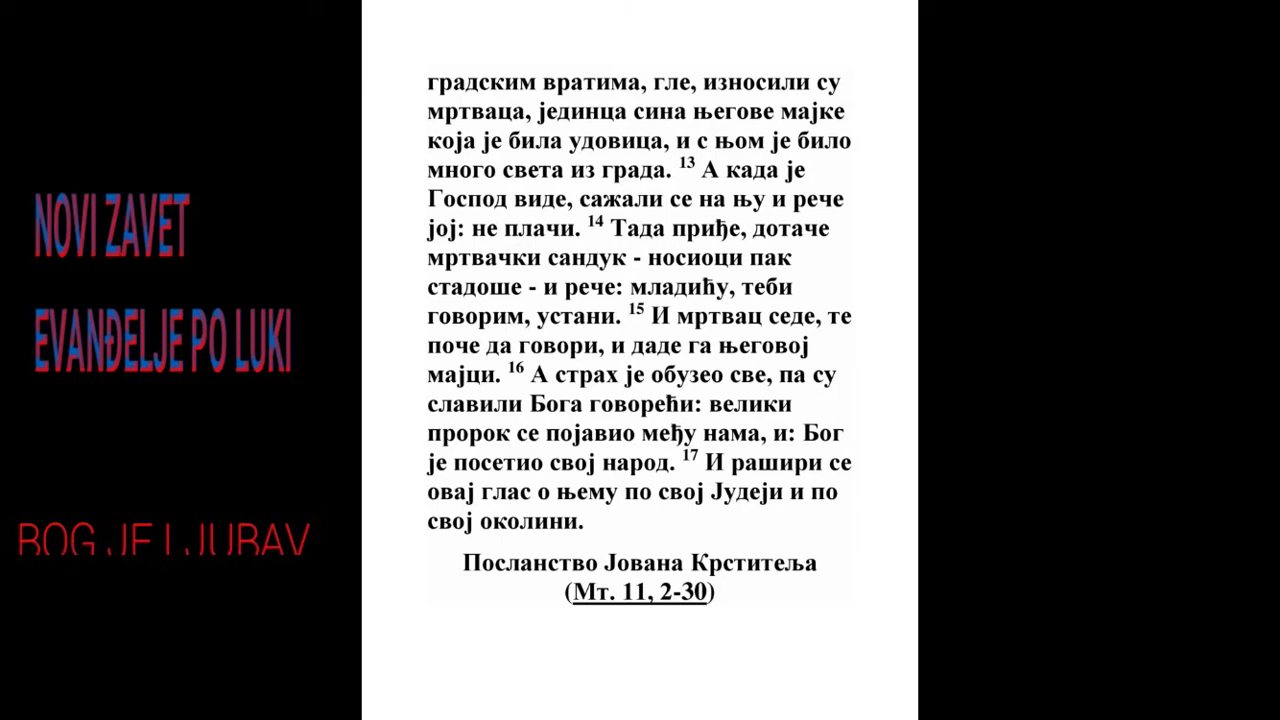 NOVI ZAVET
EVANĐELJE PO LUKI
BOG JE LJUBAV
градским вратима, гле, износили су
мртваца, јединца сина његове мајке
која је била удовица, и с њом је било
много света из града. 13 А када је
Господ виде, сажали се на њу и рече
јој: не плачи. 14 Тада приђе, дотаче
мртвачки сандук - носиоци пак
стадоше - и рече: младићу, теби
говорим, устани. 15 И мртвац седе, те
поче да говори, и даде га његовој
мајци. 16 А страх је обузео све, па су
славили Бога говорећи: велики
пророк се појавио међу нама, и: Бог
је посетио свој народ. 17 И рашири се
овај глас о њему по свој Јудеји и по
свој околини.
Посланство Јована Крститеља
(Мт. 11, 2-30)